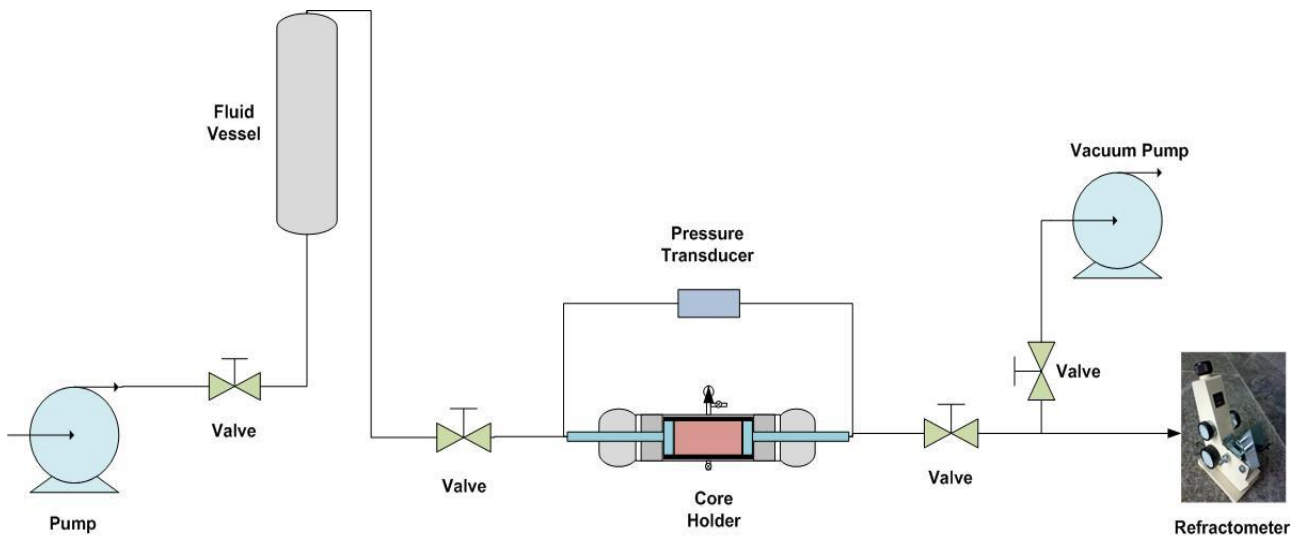 Fluid
Vessel
Vacuum Pump
Pressure
Transducer
Valve
Valve
Valve
Valve
Core
Holder
Pump
Refractometer